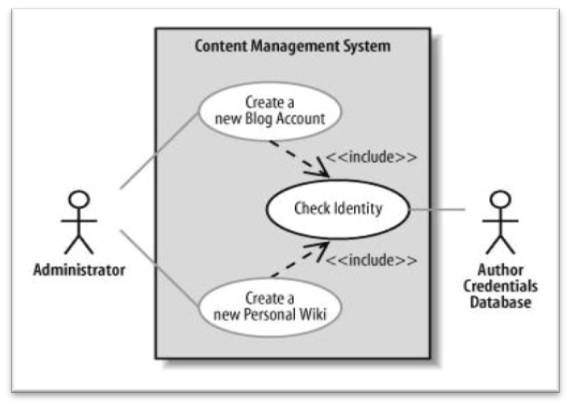 Content Management System
Create a
new Blog Account
<<include>>
Check Identity
Administrator
<<include>>
Author
Credentials
Database
Create a
new Personal Wiki